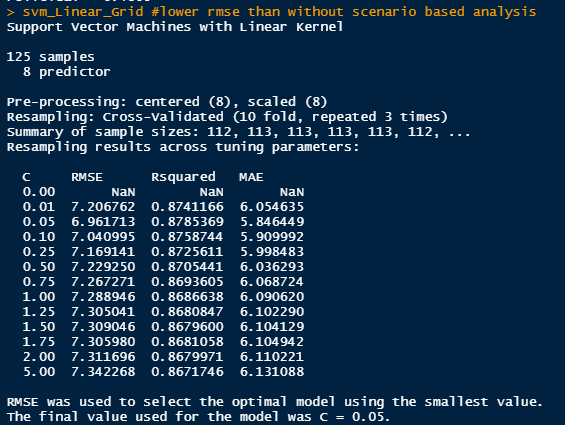 > svm_Linear_Grid #lower rmse than without scenario based analysis
Support Vector Machines with Linear Kernel
125 samples
8 predictor
Pre-processing: centered (8), scaled (8)
Resampling: Cross-Validated (10 fold, repeated 3 times)
Summary of sample sizes: 112, 113, 113, 113, 113, 112, ...
Resampling results across tuning parameters:
C RMSE Rsquared MAE
0.00 NaN NaN NaN
0.01 7.206762 0.8741166 6.054635
0.05 6.961713 0.8785369 5.846449
0.10 7.040995 0.8758744 5.909992
0.25 7.169141 0.8725611 5.998483
0.50 7.229250 0.8705441 6.036293
0.75 7.267271 0.8693605 6.068724
1.00 7.288946 0.8686638 6.090620
1.25 7.305041 0.8680847 6.102290
1.50 7.309046 0.8679600 6.104129
1.75 7.305980 0.8681058 6.104942
2.00 7.311696 0.8679971 6.110221
5.00 7.342268 0.8671746 6.131088
RMSE was used to select the optimal model using the smallest value.
The final value used for the model was C = 0.05.